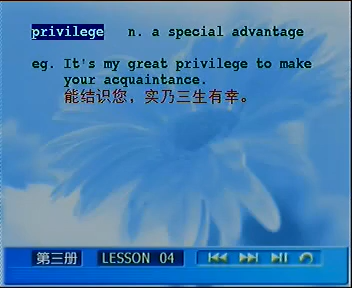 privilege n. a special advantage
eg. It's my great privilege to make
your acquaintance.
能结识您，实乃三生有幸。
第三册 LESSON 04